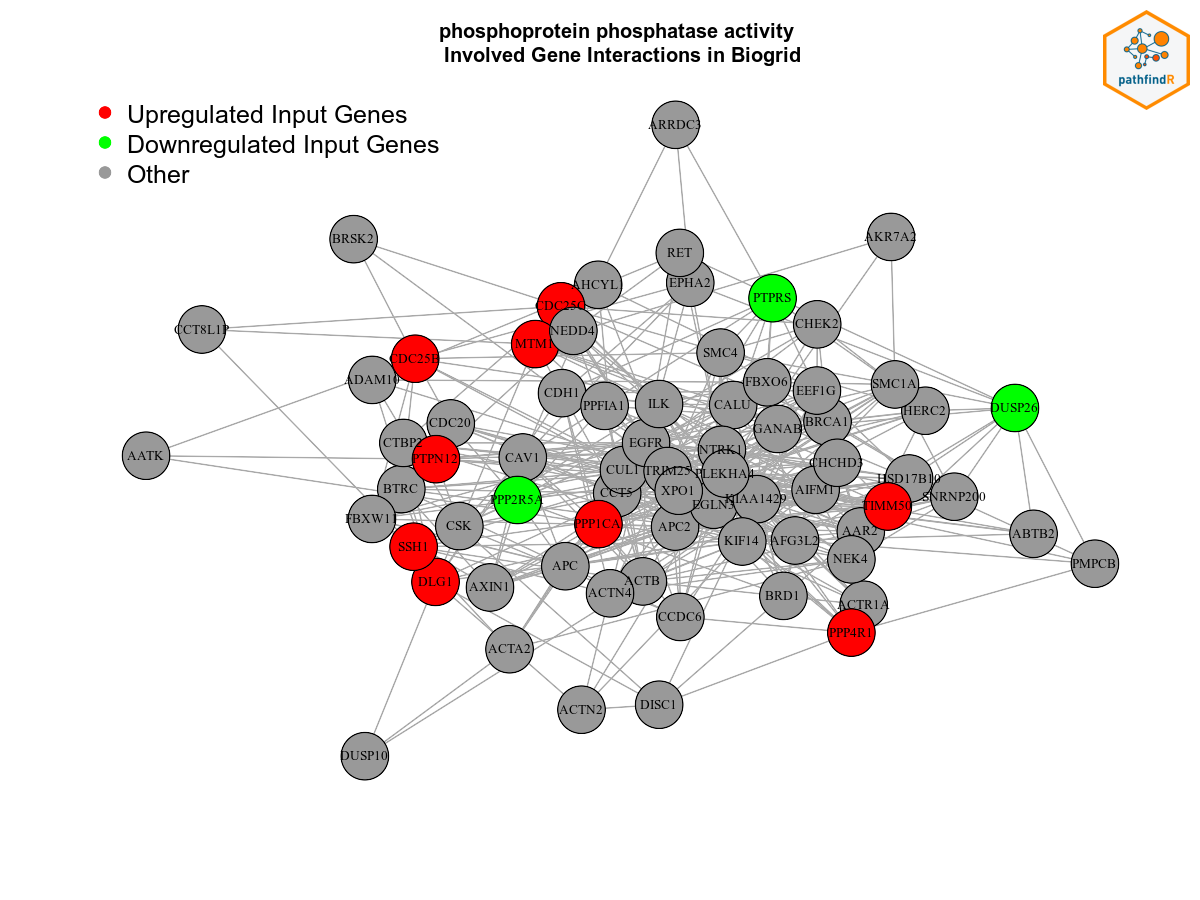 phosphoprotein phosphatase activity
Involved Gene Interactions in Biogrid
pathfindR
Upregulated Input Genes
Downregulated Input Genes
Other
ARRDC3
BRSK2
AKR7A2
RET
EPHA2
AHCYL
PTPRS
CDC25C
CCT8L1P
CHEK2
NEDD4
MTM1
SMC4
CDC25B
ADAM10
FBXO6
SMC1A
EEF1G
CDH1
PPFIA1
ILK
CALU
DUSP26
HERC2
CDC20
BRCA1
GANAB
CTBP2
EGFR
NTRK1
AATK
PTPN12
CAV1
CHCHD3
CUL1
TRIM25
PLEKHA4
HSD17B10
BTRC
AIFM1
XPO1
CCT5
SNRNP200
PPP2R5A
KIAA1429
EGLN3
TIMM50
FBXW11
CSK
PPP1CA
APC2
AAR2
ABTB2
KIF14
AFG3L2
SSH1
NEK4
PMPCB
APC
DLG1
AXIN1
ACTB
ACTN4
BRD1
ACTR1A
CCDC6
PPP4R1
ACTA2
ACTN2
DISC1
DUSP10